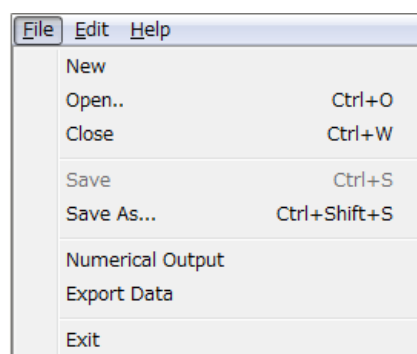 File Edit Help
New
Open.. Ctrl+O
Close Ctrl+W
Save Ctrl+S
Save As... Ctrl+Shift+S
Numerical Output
Export Data
Exit